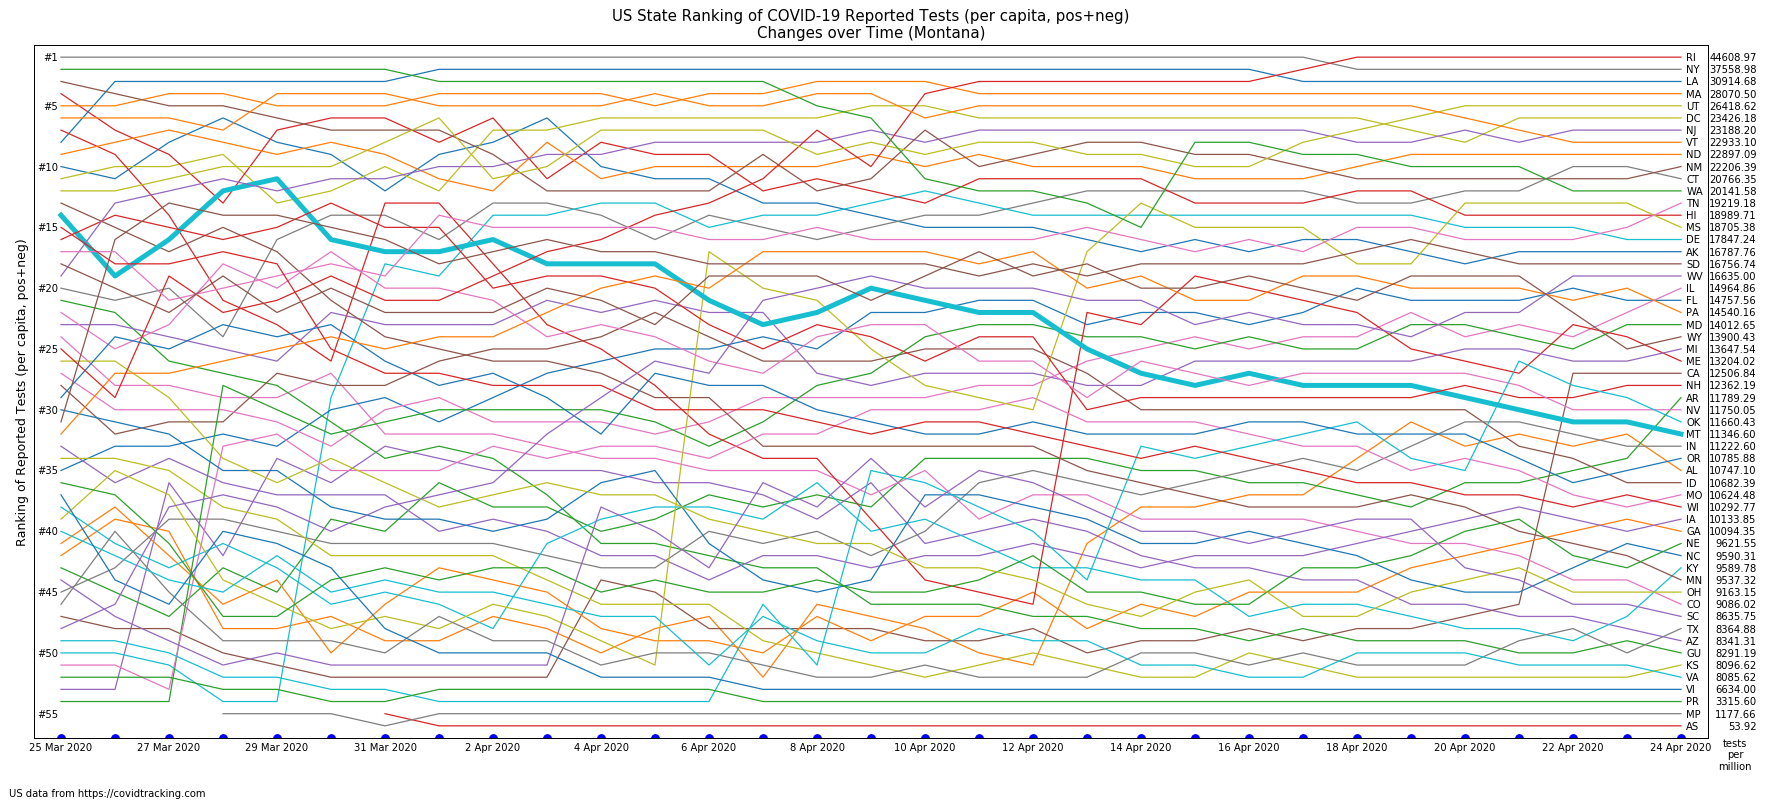 US State Ranking of COVID-19 Reported Tests (per capita, pos+neg)
Changes over Time (Montana)
Ranking of Reported Tests (per capita, pos+neg)
#1
#5
#10
#15
#20
#25
#30
#35
#40
#45
#50
#55
RI 44608.97
NY 37558.98
LA 30914.68
MA 28070.50
UT 26418.62
DC 23426.18
NJ 23188.20
VT 22933.10
ND 22897.09
NM 22206.39
CT 20766.35
WA 20141.58
TN 19219.18
HI 18989.71
MS 18705.38
DE 17847.24
AK 16787.76
SD 16756.74
WV 16635.00
IL 14964.86
FL 14757.56
PA 14540.16
MD 14012.65
WY 13900.43
MI 13647.54
ME 13204.02
CA 12506.84
NH 12362.19
AR 11789.29
NV 11750.05
OK 11660.43
MT 11346.60
IN 11222.60
OR 10785.88
AL 10747.10
ID 10682.39
MO 10624.48
WI 10292.77
IA 10133.85
GA 10094.35
NE 9621.55
NC 9590.31
KY 9589.78
MN 9537.32
OH 9163.15
CO 9086.02
SC 8635.75
TX 8364.88
AZ 8341.31
GU 8291.19
KS 8096.62
VA 8085.62
VI 6634.00
PR 3315.60
MP 1177.66
AS 53.92
25 Mar 2020 27 Mar 2020 29 Mar 2020 31 Mar 2020 2 Apr 2020 4 Apr 2020 6 Apr 2020 8 Apr 2020 10 Apr 2020 12 Apr 2020 14 Apr 2020 16 Apr 2020 18 Apr 2020 20 Apr 2020 22 Apr 2020 24 Apr 2020
tests
per
million
US data from https://covidtracking.com